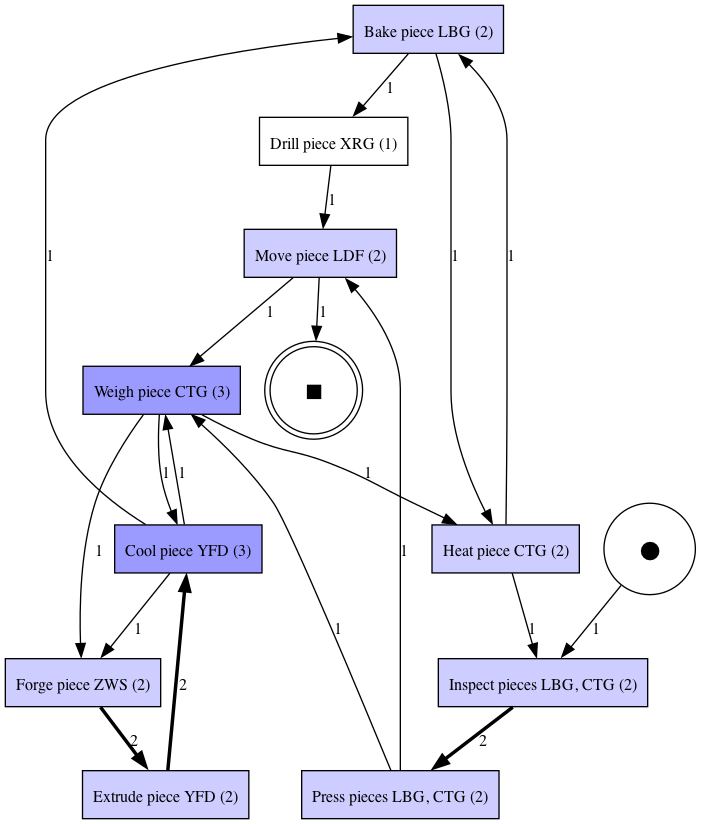 Bake piece LBG (2)
1
Drill piece XRG (1)
1
Move piece LDF (2)
1
1
1
1
1
Weigh piece CTG (3)
1
1
1
1
1
Cool piece YFD (3)
Heat piece CTG (2)
1
1
1
1
1
Forge piece ZWS (2)
Inspect pieces LBG, CTG (2)
2
2
2
Extrude piece YFD (2)
Press pieces LBG, CTG (2)